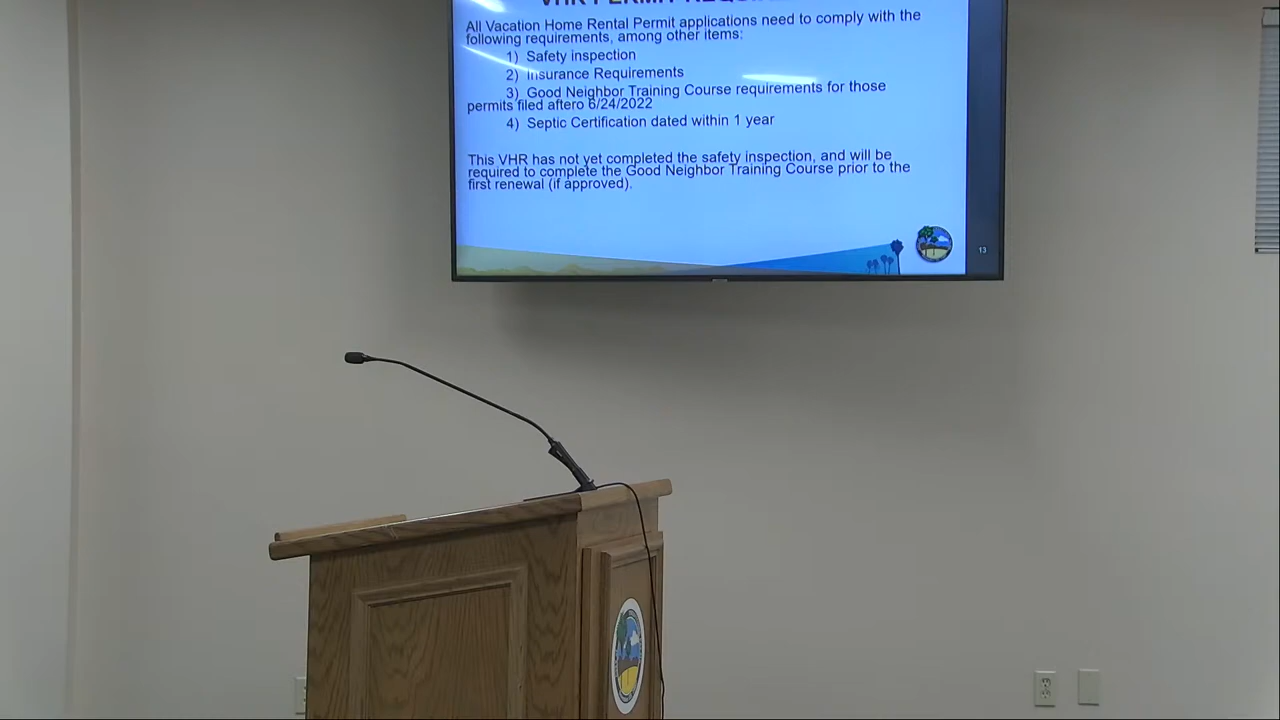 VHR PERMIT
All Vacation Home Rental Permit applications need to comply with the
following requirements, among other items:
1) Safety inspection
2) Insurance Requirements
3) Good Neighbor Training Course requirements for those
permits filed aftero 6/24/2022
4) Septic Certification dated within 1 year
This VHR has not yet completed the safety inspection, and will be
required to complete the Good Neighbor Training Course prior to the
first renewal (if approved).
13